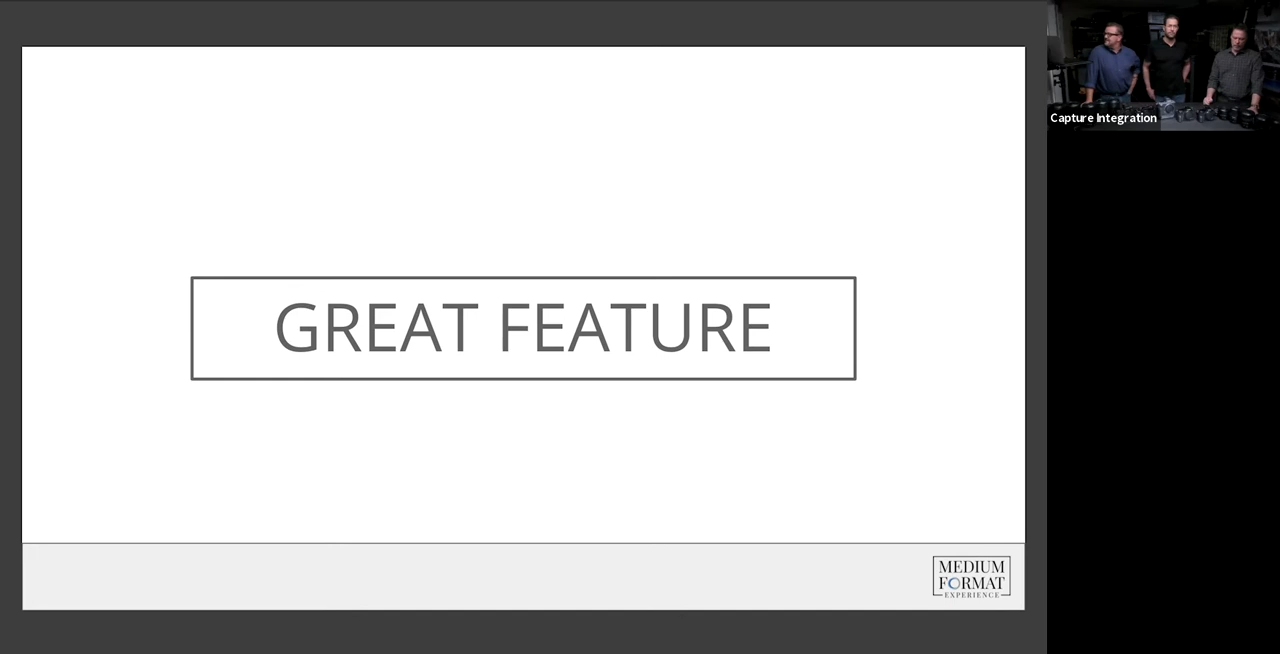 GREAT FEATURE
Capture Integration
MEDIUM
FORMAT
EXPERIENCE